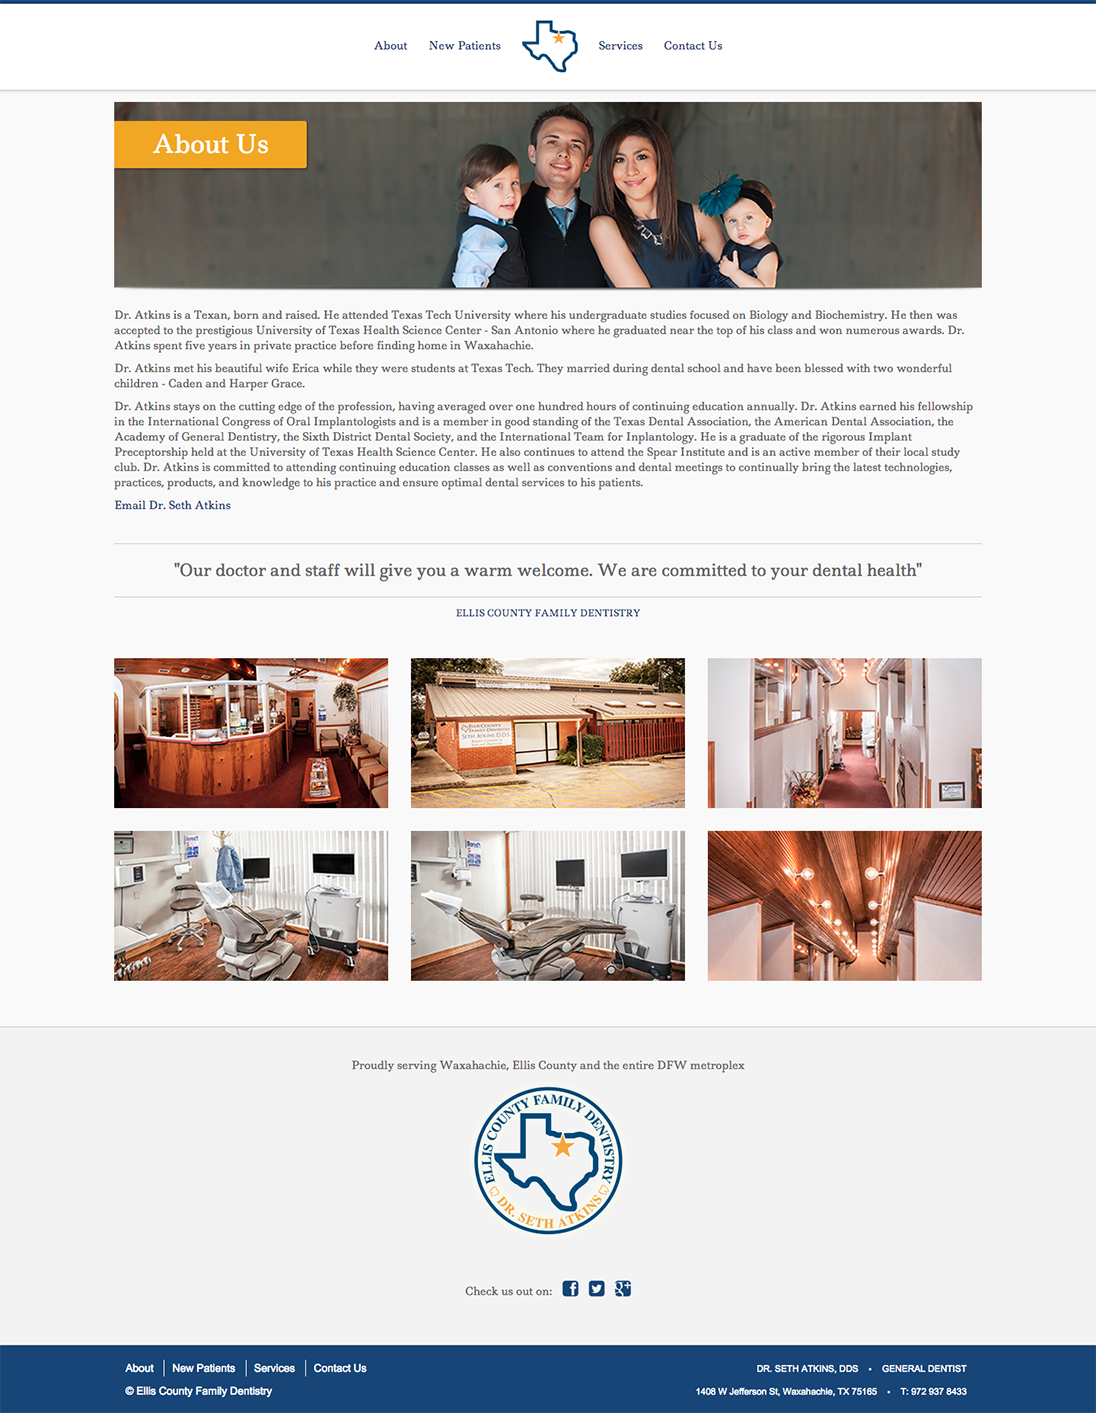 About New Patients Services Contact Us
About Us
Dr. Atkins is a Texan, born and raised. He attended Texas Tech University where his undergraduate studies focused on Biology and Biochemistry. He then was
accepted to the prestigious University of Texas Health Science Center - San Antonio where he graduated near the top of his class and won numerous awards. Dr.
Atkins spent five years in private practice before finding home in Waxahachie.
Dr. Atkins met his beautiful wife Erica while they were students at Texas Tech. They married during dental school and have been blessed with two wonderful
children - Caden and Harper Grace.
Dr. Atkins stays on the cutting edge of the profession, having averaged over one hundred hours of continuing education annually. Dr. Atkins earned his fellowship
in the International Congress of Oral Implantologists and is a member in good standing of the Texas Dental Association, the American Dental Association, the
Academy of General Dentistry, the Sixth District Dental Society, and the International Team for Inplantology. He is a graduate of the rigorous Implant
Preceptorship held at the University of Texas Health Science Center. He also continues to attend the Spear Institute and is an active member of their local study
club. Dr. Atkins is committed to attending continuing education classes as well as conventions and dental meetings to continually bring the latest technologies,
practices, products, and knowledge to his practice and ensure optimal dental services to his patients.
Email Dr. Seth Atkins
"Our doctor and staff will give you a warm welcome. We are committed to your dental health"
ELLIS COUNTY FAMILY DENTISTRY
ELLIS COUNTY
FAMILY DENTISTRY
SETH ATKINS D.D.S.
Proudly serving Waxahachie, Ellis County and the entire DFW metroplex
ELLIS COUNTY FAMILY DENTISTRY
DR. SETH ATKINS
Check us out on:
About New Patients Services Contact Us
© Ellis County Family Dentistry
DR. SETH ATKINS, DDS • GENERAL DENTIST
1408 W Jefferson St, Waxahachie, TX 75165 • T: 972 937 8433